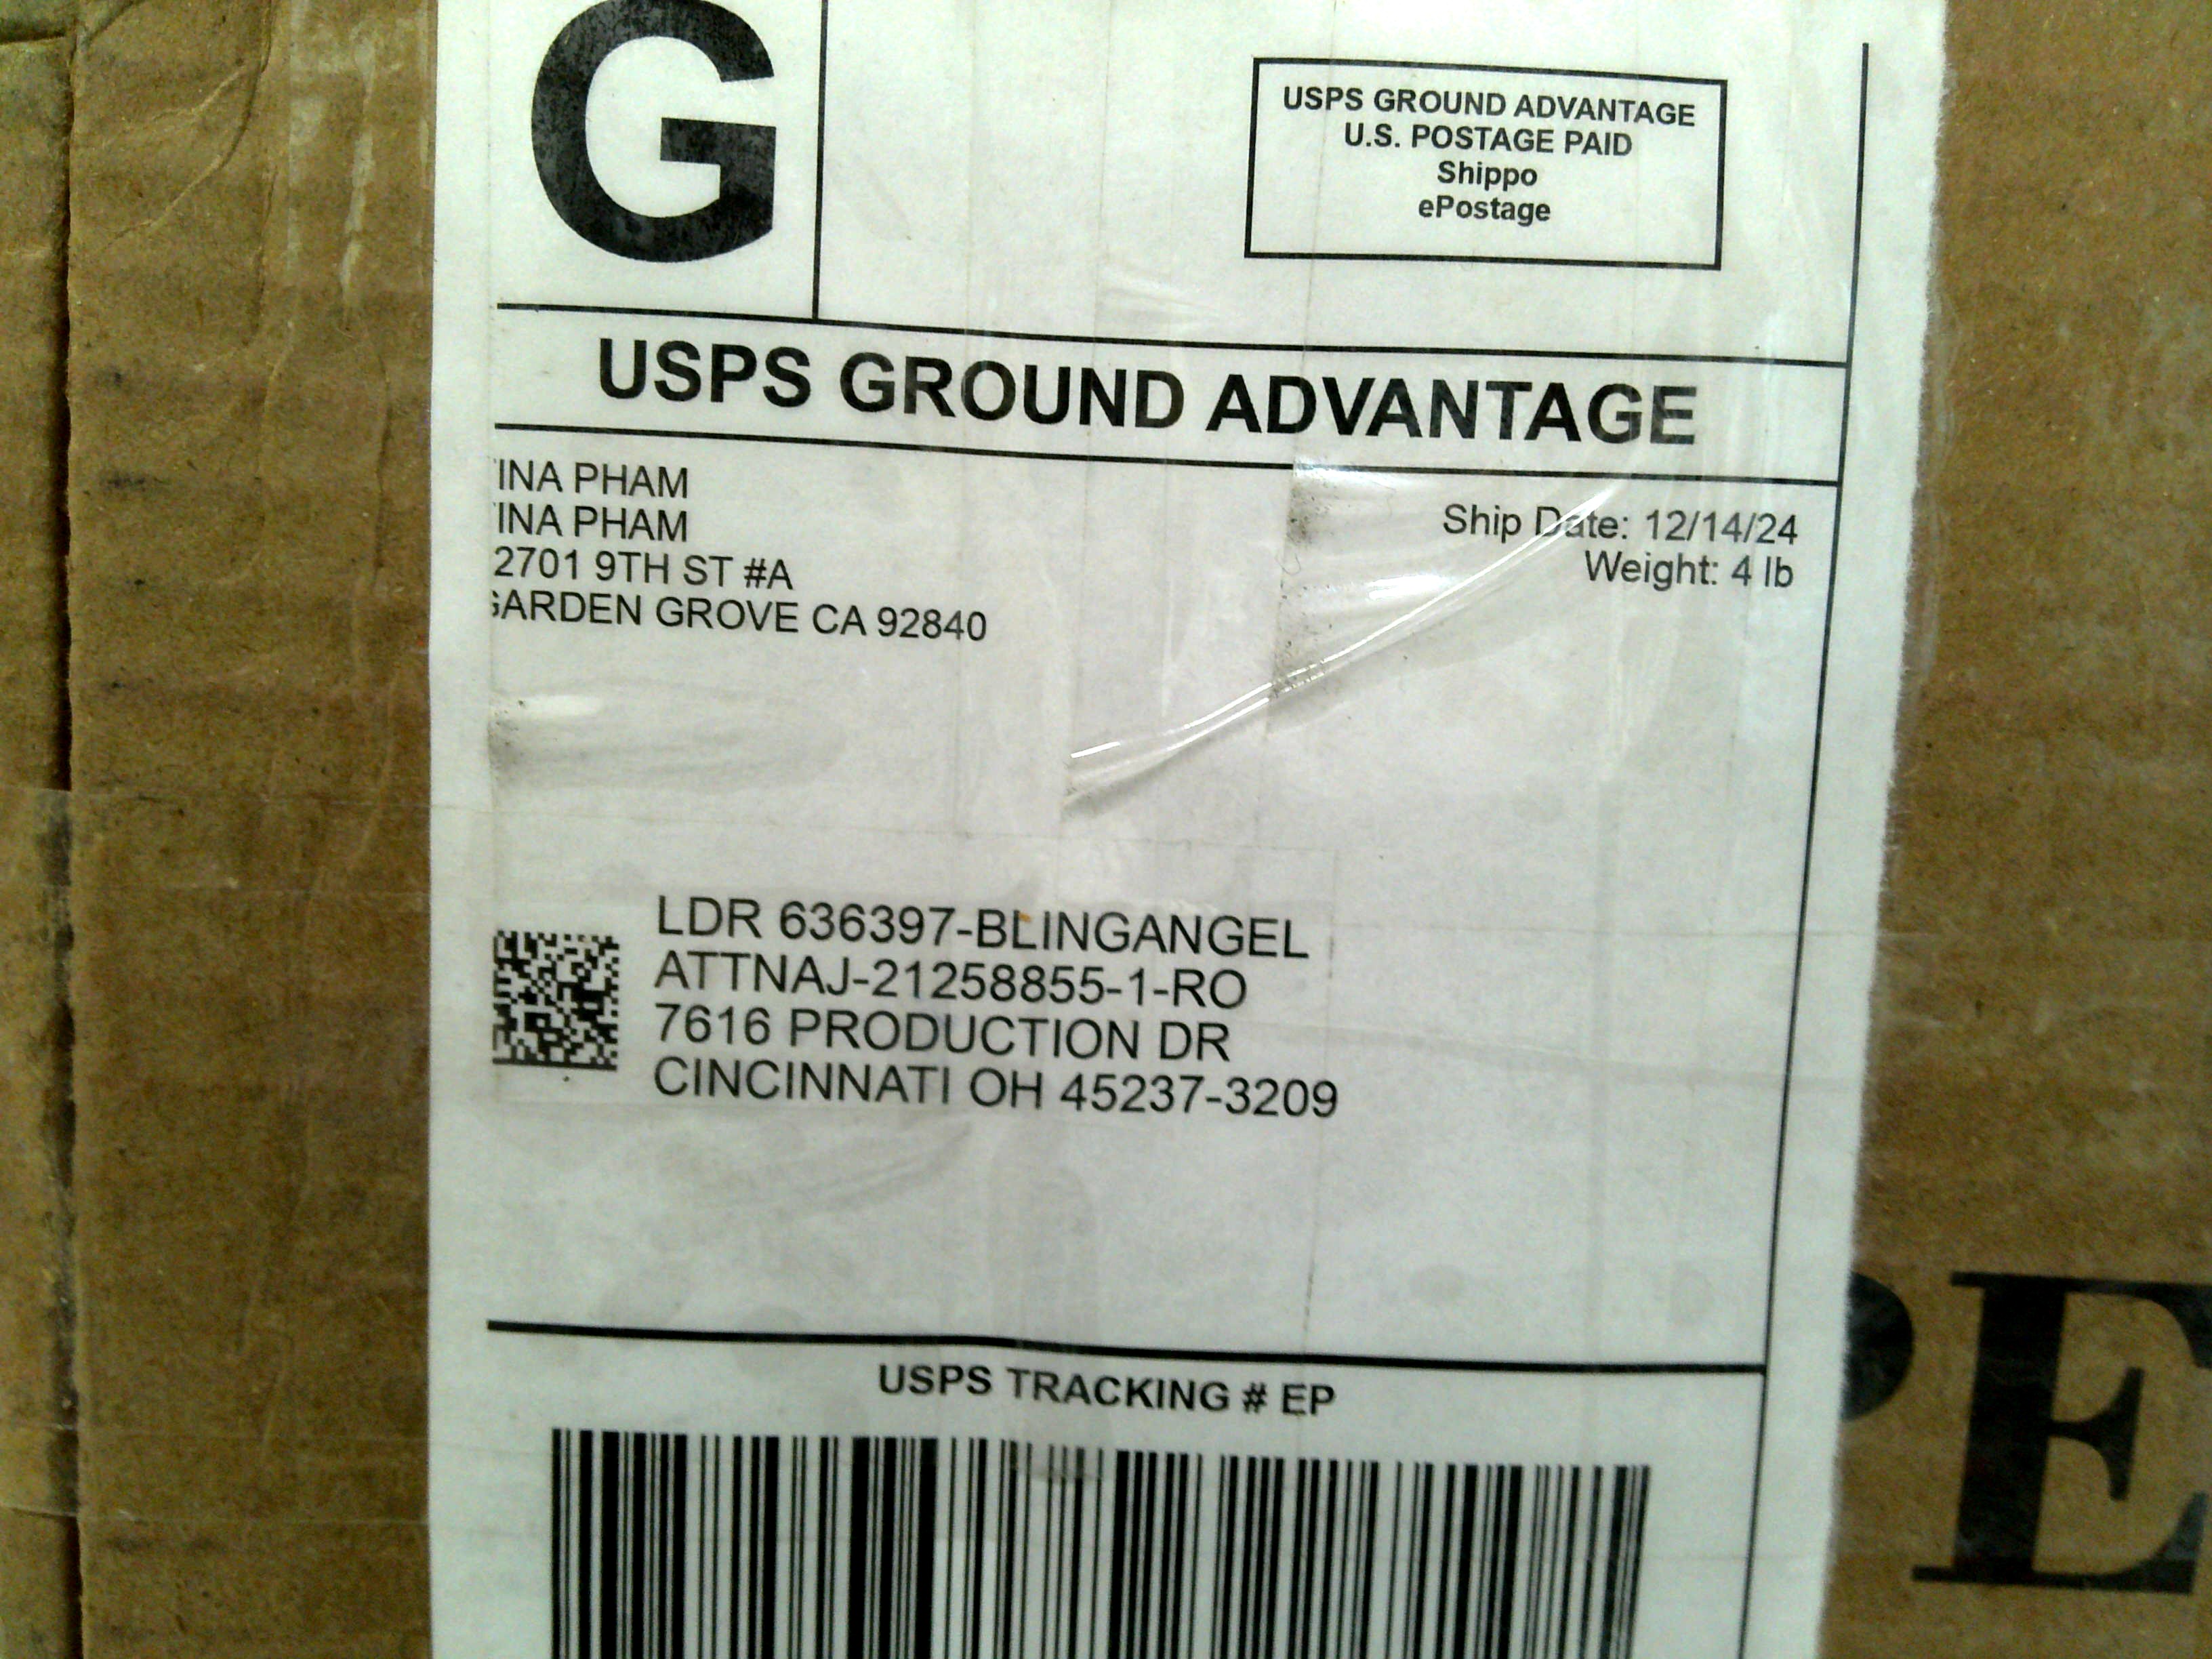 G
USPS GROUND ADVANTAGE
U.S. POSTAGE PAID
Shippo
ePostage
USPS GROUND ADVANTAGE
INA PHAM
INA PHAM
2701 9TH ST #A
GARDEN GROVE CA 92840
Ship Date: 12/14/24
Weight: 4 lb
LDR 636397-BLINGANGEL
ATTNAJ-21258855-1-RO
7616 PRODUCTION DR
CINCINNATI OH 45237-3209
USPS TRACKING # EP
PE